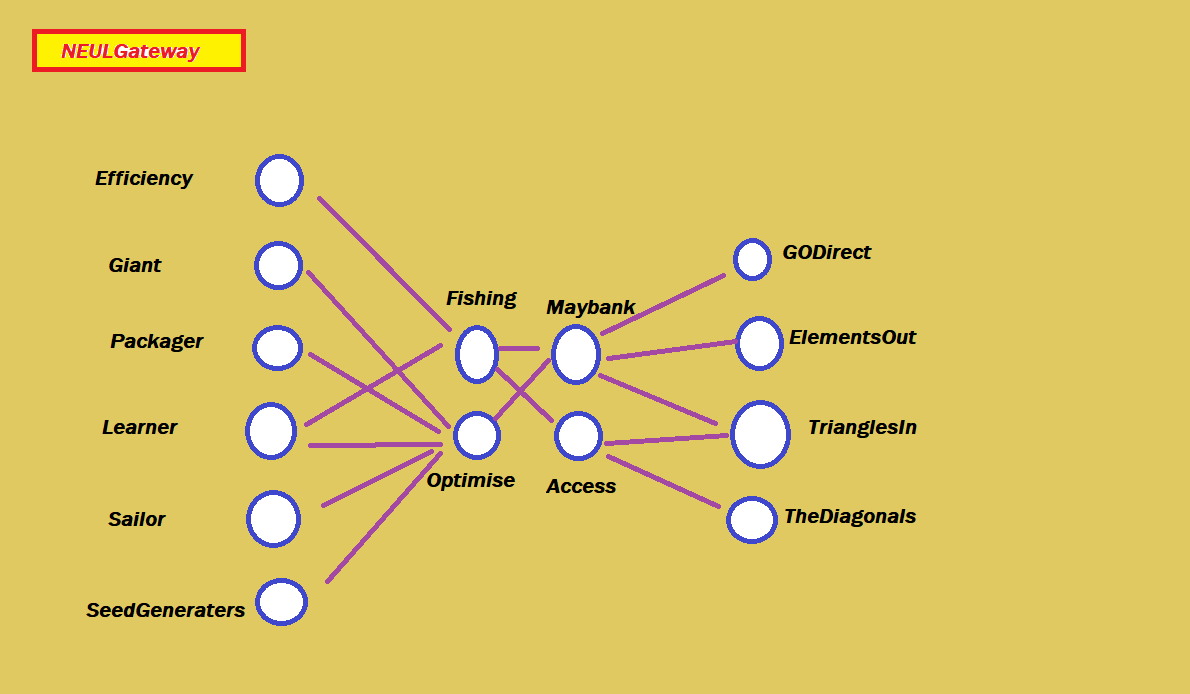 NEULGateway
Efficiency
Giant
Packager
Learner
Sailor
SeedGeneraters
Fishing
Optimise
Maybank
Access
GODirect
ElementsOut
TrianglesIn
TheDiagonals